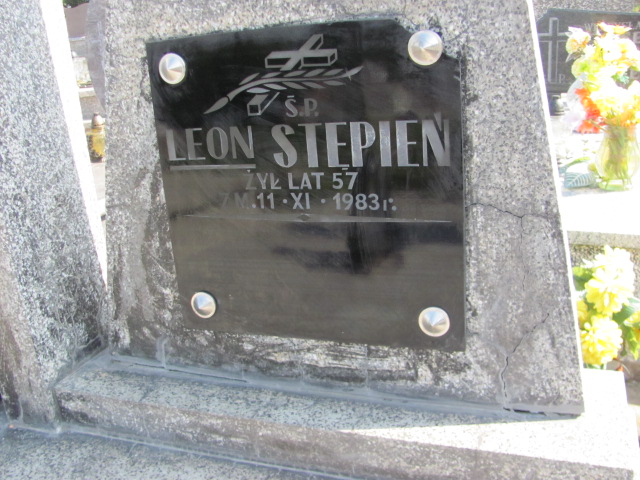 Ś.P.
LEON STĘPIEŃ
ŻYŁ LAT 57
ZM. 11 · XI · 1983 r.